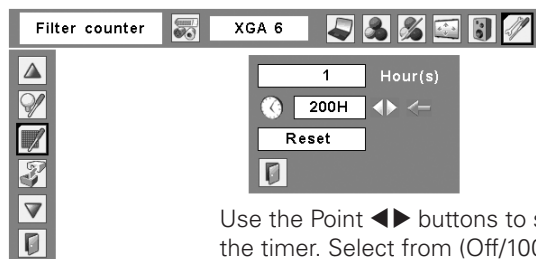 Filter counter XGA 6
1 Hour(s)
200H
Reset
Use the Point ◀▶ buttons to
the timer. Select from (Off/100